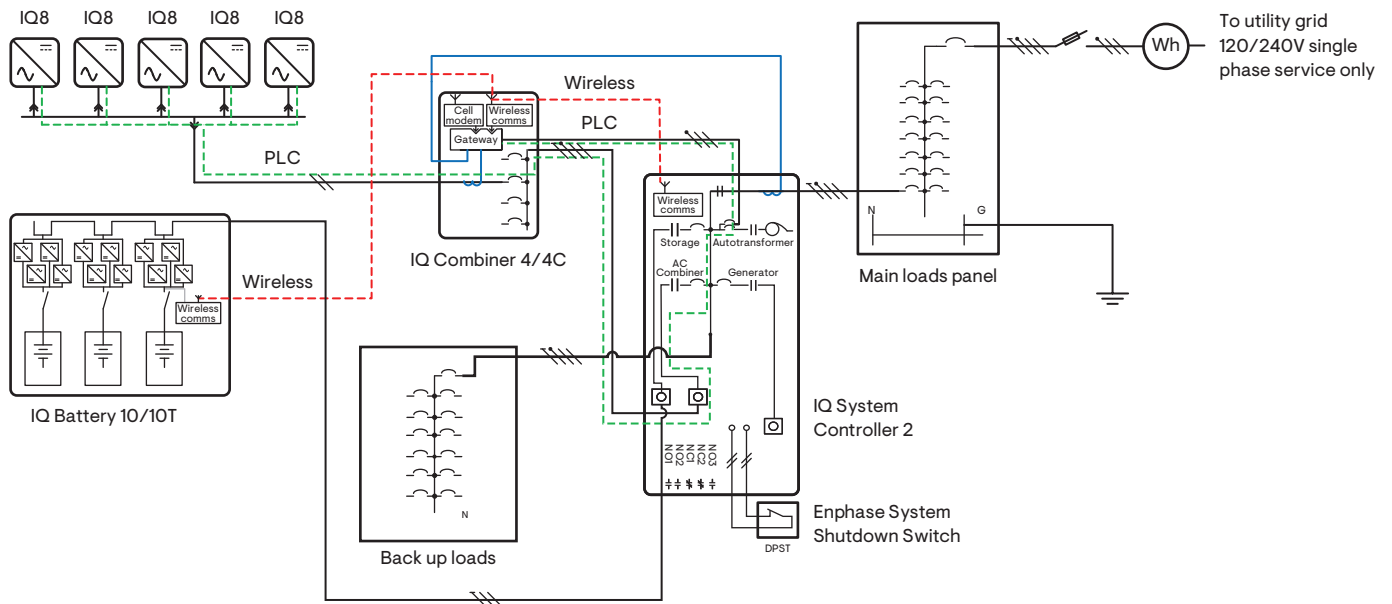 IQ8
IQ8
IQ8
IQ8
IQ8
PLC
IQ Battery 10/10T
Wireless
comms
Wireless
Wireless
PLC
Cell
modem
Wireless
comms
Gateway
IQ Combiner 4/4C
Back up loads
N
Wireless
comms
Storage
Autotransformer
AC
Combiner
Generator
NO1
NO2
NC1
NC2
NO3
IQ System
Controller 2
Enphase System
Shutdown Switch
DPST
N
G
Main loads panel
Wh
To utility grid
120/240V single
phase service only